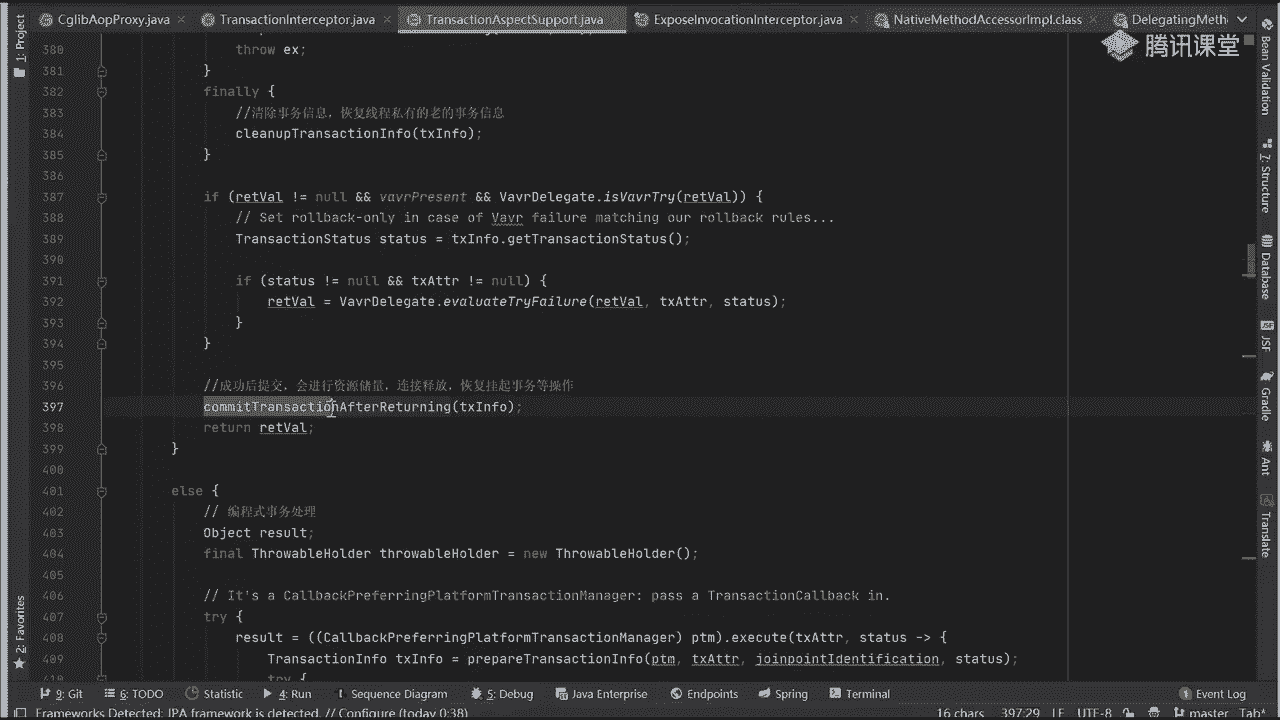 CglibAopProxy.java × TransactionInterceptor.java × TransactionAspectSupport.java × ExposeInvocationInterceptor.java × NativeMethodAccessorImpl.class × DelegatingMeth
腾讯课堂
380 throw ex;
381 }
382 finally {
383 //清除事务信息，恢复线程私有的老的事务信息
384 cleanupTransactionInfo(txInfo);
385 }
386
387 if (retVal != null && vavrPresent && VavrDelegate.isVavrTry(retVal)) {
388 // Set rollback-only in case of Vavr failure matching our rollback rules...
389 TransactionStatus status = txInfo.getTransactionStatus();
390
391 if (status != null && txAttr != null) {
392 retVal = VavrDelegate.evaluateTryFailure(retVal, txAttr, status);
393 }
394 }
395
396 //成功后提交，会进行资源储量，连接释放，恢复挂起事务等操作
397 commitTransactionAfterReturning(txInfo);
398 return retVal;
399 }
400
401 else {
402 // 编程式事务处理
403 Object result;
404 final ThrowableHolder throwableHolder = new ThrowableHolder();
405
406 // It's a CallbackPreferringPlatformTransactionManager: pass a TransactionCallback in.
407 try {
408 result = ((CallbackPreferringPlatformTransactionManager) ptm).execute(txAttr, status -> {
409 TransactionInfo txInfo = prepareTransactionInfo(ptm, txAttr, joinpointIdentification, status);
try {
1: Project
2: Favorites
Bean Validation
7: Structure
Database
JSF
JSF
Gradle
Ant
Translate
9: Git 6: TODO Statistic 4: Run Sequence Diagram 5: Debug Java Enterprise Endpoints Spring Terminal 1 Event Log
Frameworks Detected: JPA framework is detected. // Configure (today 0:38) 16 chars 397:29 LF UTF-8 master